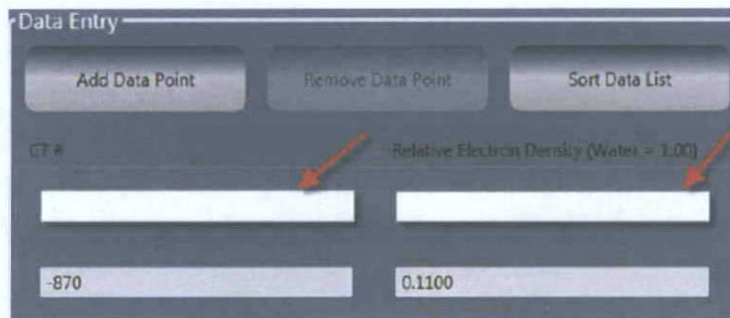 Data Entry
Add Data Point Remove Data Point Sort Data List
CT # Relative Electron Density (Water = 1.00)
-870 0.1100